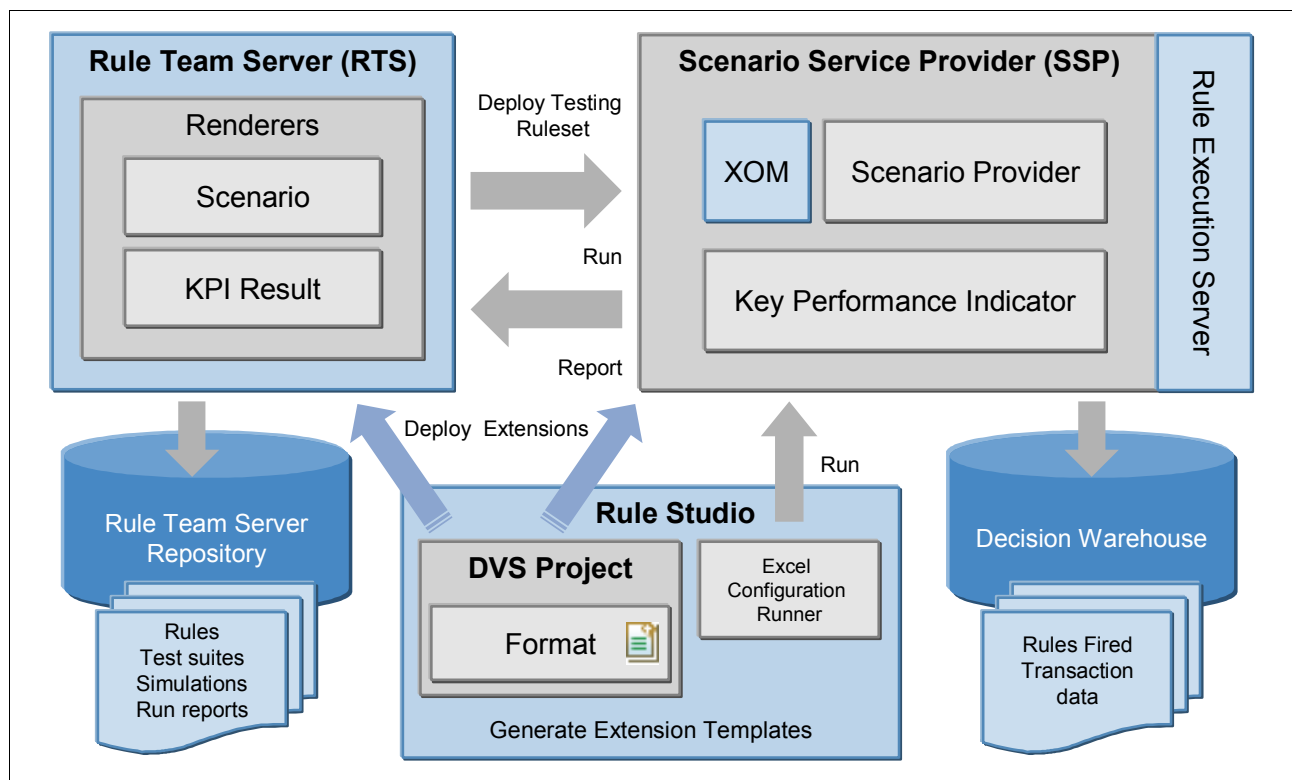 Rule Team Server (RTS)
Renderers
Scenario
KPI Result
Deploy Testing
Ruleset
Run
Report
Scenario Service Provider (SSP)
XOM
Scenario Provider
Key Performance Indicator
Rule Execution Server
Deploy Extensions
Run
Rule Team Server
Repository
Rules
Test suites
Simulations
Run reports
Rule Studio
DVS Project
Format
Excel
Configuration
Runner
Generate Extension Templates
Decision Warehouse
Rules Fired
Transaction
data